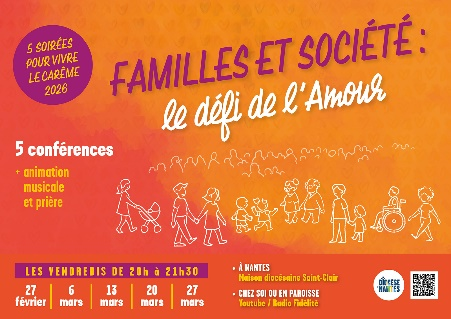 5 SOIRÉES
POUR VIVRE
LE CARÊME
2026
FAMILLES ET SOCIÉTÉ :
le défi de l'Amour
5 conférences
+ animation
musicale
et prière
LES VENDREDIS DE 20h à 21h30
27 février
6 mars
13 mars
20 mars
27 mars
• À NANTES
Maison diocésaine Saint-Clair
• CHEZ SOI OU EN PAROISSE
Youtube / Radio Fidélité
DIOCÈSE
NANTES